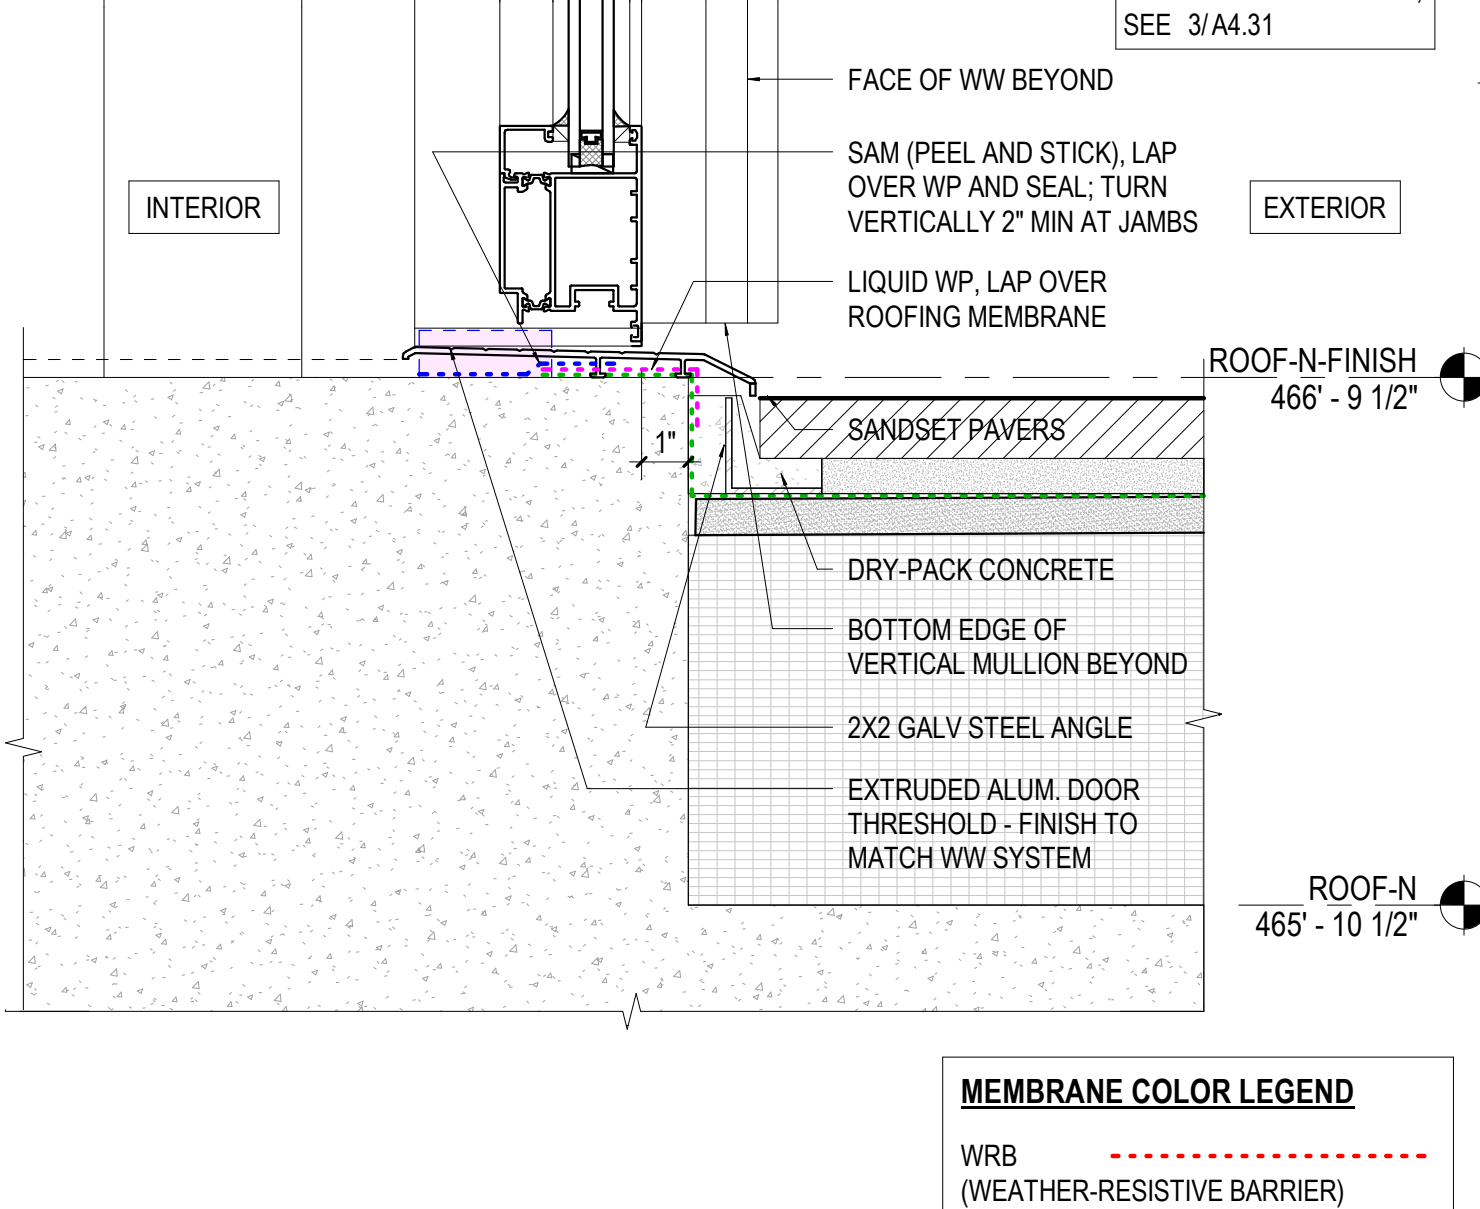 SEE 3/A4.31
FACE OF WW BEYOND
SAM (PEEL AND STICK), LAP
OVER WP AND SEAL; TURN
VERTICALLY 2" MIN AT JAMBS
INTERIOR
EXTERIOR
LIQUID WP, LAP OVER
ROOFING MEMBRANE
ROOF-N-FINISH
466' - 9 1/2"
SANDSET PAVERS
1"
DRY-PACK CONCRETE
BOTTOM EDGE OF
VERTICAL MULLION BEYOND
2X2 GALV STEEL ANGLE
EXTRUDED ALUM. DOOR
THRESHOLD - FINISH TO
MATCH WW SYSTEM
ROOF-N
465' - 10 1/2"
MEMBRANE COLOR LEGEND
WRB
(WEATHER-RESISTIVE BARRIER)